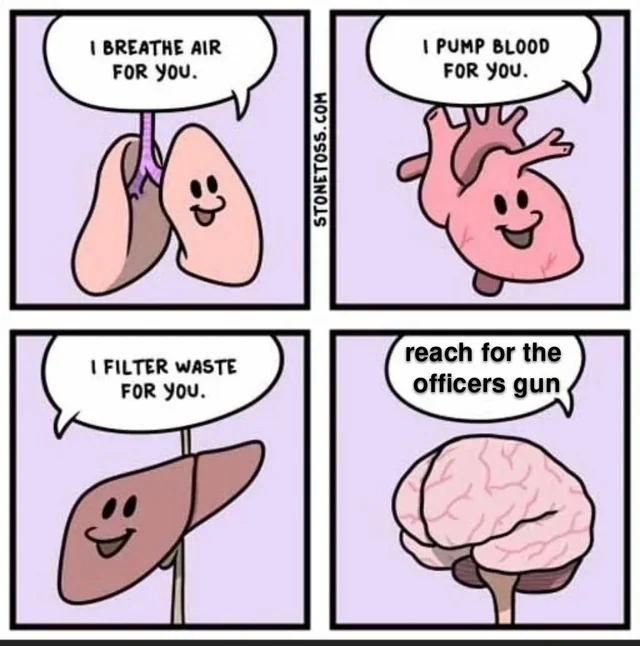 I BREATHE AIR
FOR YOU.
I PUMP BLOOD
FOR YOU.
STONETOSS.COM
I FILTER WASTE
FOR YOU.
reach for the
officers gun